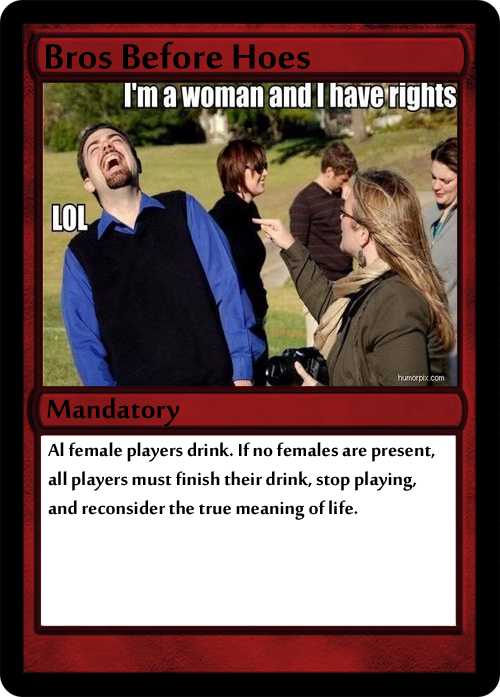 Bros Before Hoes
I'm a woman and I have rights
LOL
humorpix.com
Mandatory
Al female players drink. If no females are present,
all players must finish their drink, stop playing,
and reconsider the true meaning of life.